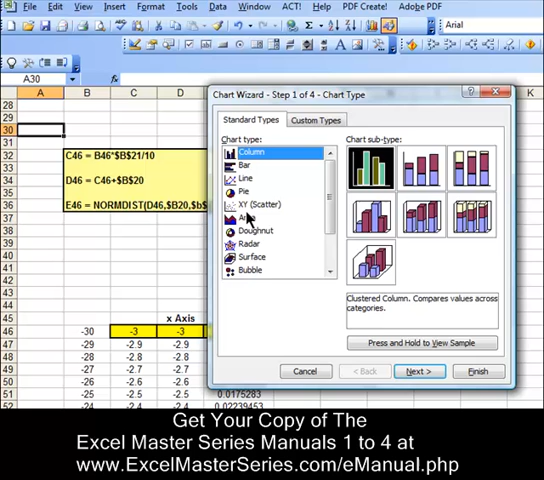 File Edit View Insert Format Tools Data Window ACT! Help PDF Create! Adobe PDF
Arial
A30 fx
A B C D K
28
29
30
31
32 C46 = B46*$B$21/10
33
34 D46 = C46+$B$20
35
36 E46 = NORMDIST(D46,$B$20,$b
37
38
39
40
41
42
43
44
45 x Axis
46 -30 -3 -3
47 -29 -2.9 -2.9
48 -28 -2.8 -2.8
49 -27 -2.7 -2.7
50 -26 -2.6 -2.6
51 -25 -2.5 -2.5 0.0175283
52 -24 -2.4 -2.4 0.02239453
Chart Wizard - Step 1 of 4 - Chart Type
Standard Types Custom Types
Chart type: Chart sub-type:
Column
Bar
Line
Pie
XY (Scatter)
Doughnut
Radar
Surface
Bubble
Clustered Column. Compares values across
categories.
Press and Hold to View Sample
Cancel < Back Next > Finish
Get Your Copy of The
Excel Master Series Manuals 1 to 4 at
www.ExcelMasterSeries.com/eManual.php